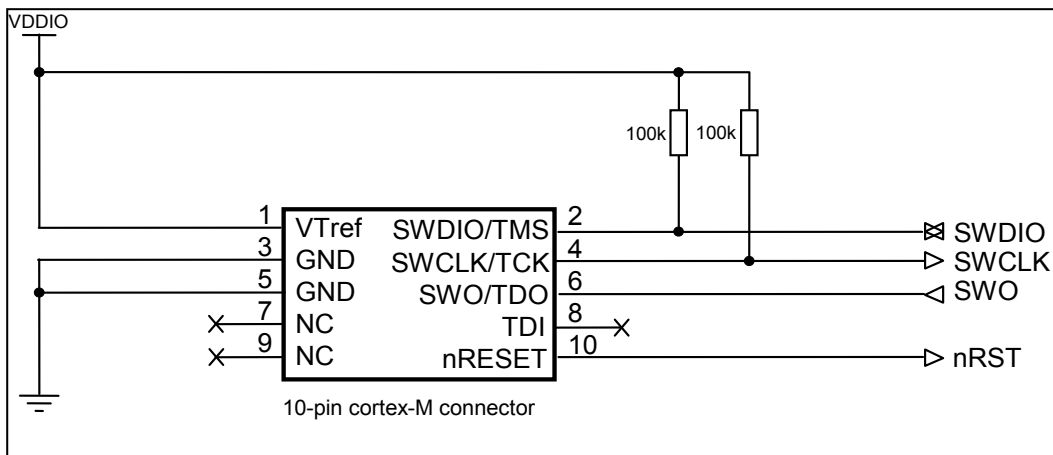 VDDIO
100k 100k
1 VTref SWDIO/TMS 2 SWDIO
3 GND SWCLK/TCK 4 SWCLK
5 GND SWO/TDO 6 SWO
7 NC TDI 8
9 NC nRESET 10 nRST
10-pin cortex-M connector